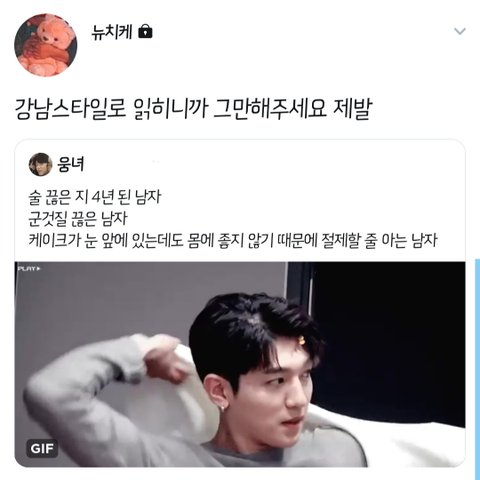 뉴치케
강남스타일로 읽히니까 그만해주세요 제발
웅녀
술 끊은 지 4년 된 남자
군것질 끊은 남자
케이크가 눈 앞에 있는데도 몸에 좋지 않기 때문에 절제할 줄 아는 남자
PLAY
GIF